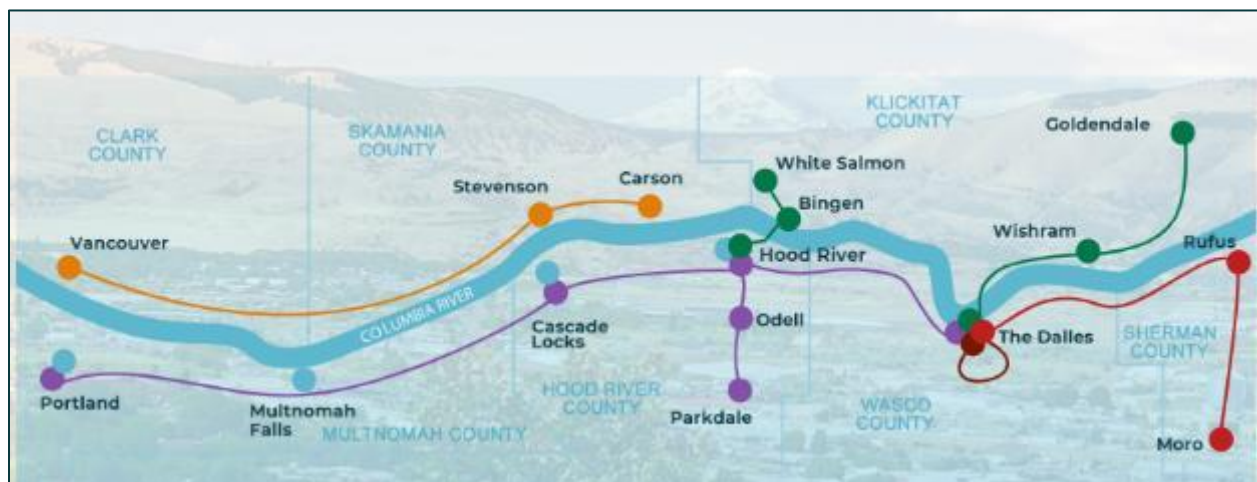 KLICKITAT
COUNTY
Goldendale
CLARK
COUNTY
SKAMANIA
COUNTY
White Salmon
Stevenson
Carson
Bingen
Vancouver
Wishram
Rufus
Hood River
COLUMBIA RIVER
Cascade
Locks
Odell
The Dalles
SHERMAN
COUNTY
Portland
Multnomah
Falls
HOOD RIVER
COUNTY
MULTNOMAH COUNTY
Parkdale
WASCO
COUNTY
Moro